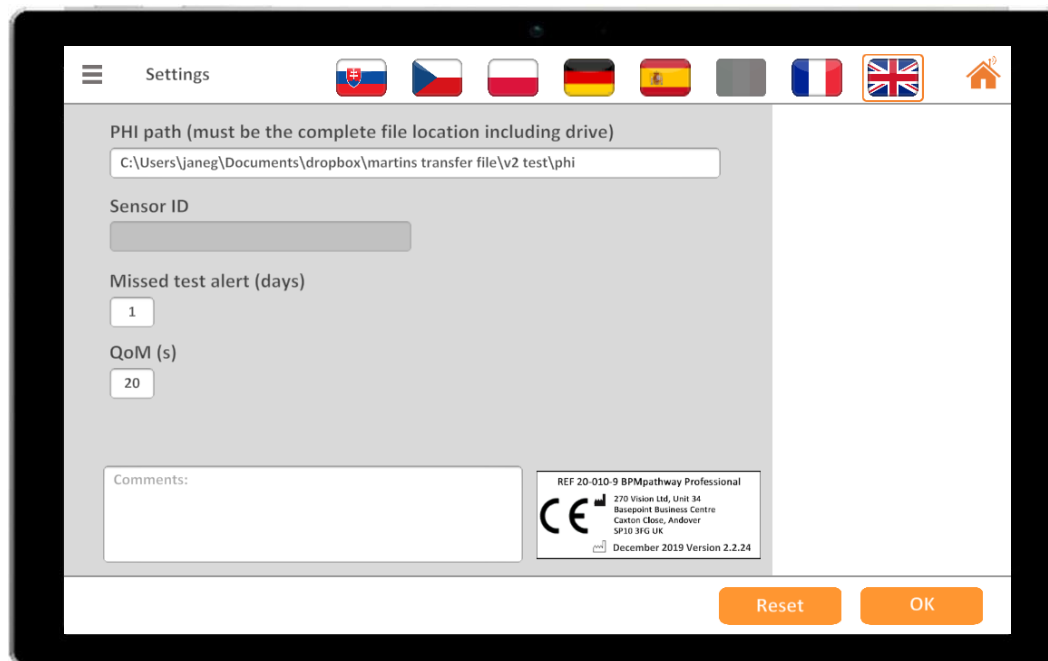 Settings
PHI path (must be the complete file location including drive)
C:\Users\janeg\Documents\dropbox\martins transfer file\v2 test\phi
Sensor ID
Missed test alert (days)
1
QoM (s)
20
Comments:
REF 20-010-9 BPMpathway Professional
CE
270 Vision Ltd, Unit 34
Basepoint Business Centre
Caxton Close, Andover
SP10 3FG UK
December 2019 Version 2.2.24
Reset
OK